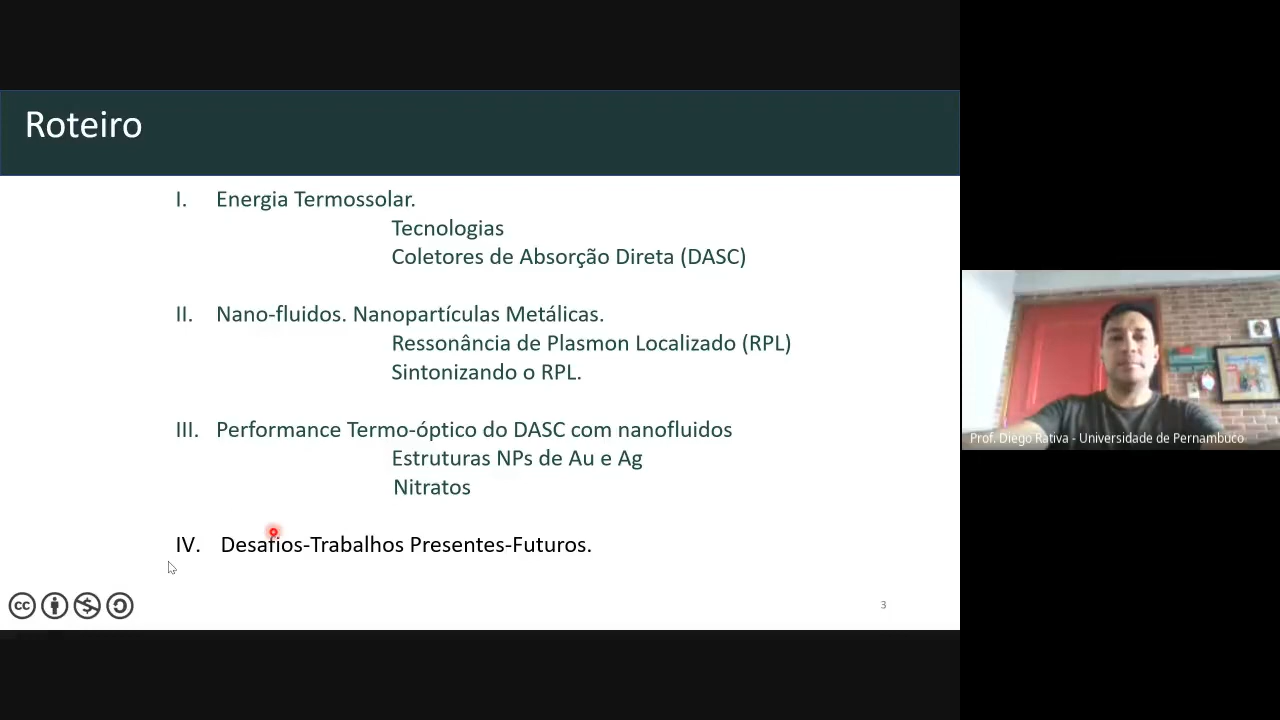 Roteiro
I. Energia Termossolar.
Tecnologias
Coletores de Absorção Direta (DASC)
II. Nano-fluidos. Nanopartículas Metálicas.
Ressonância de Plasmon Localizado (RPL)
Sintonizando o RPL.
III. Performance Termo-óptico do DASC com nanofluidos
Estruturas NPs de Au e Ag
Nitratos
IV. Desafios-Trabalhos Presentes-Futuros.
cc
3
Prof. Diego Rativa - Universidade de Pernambuco